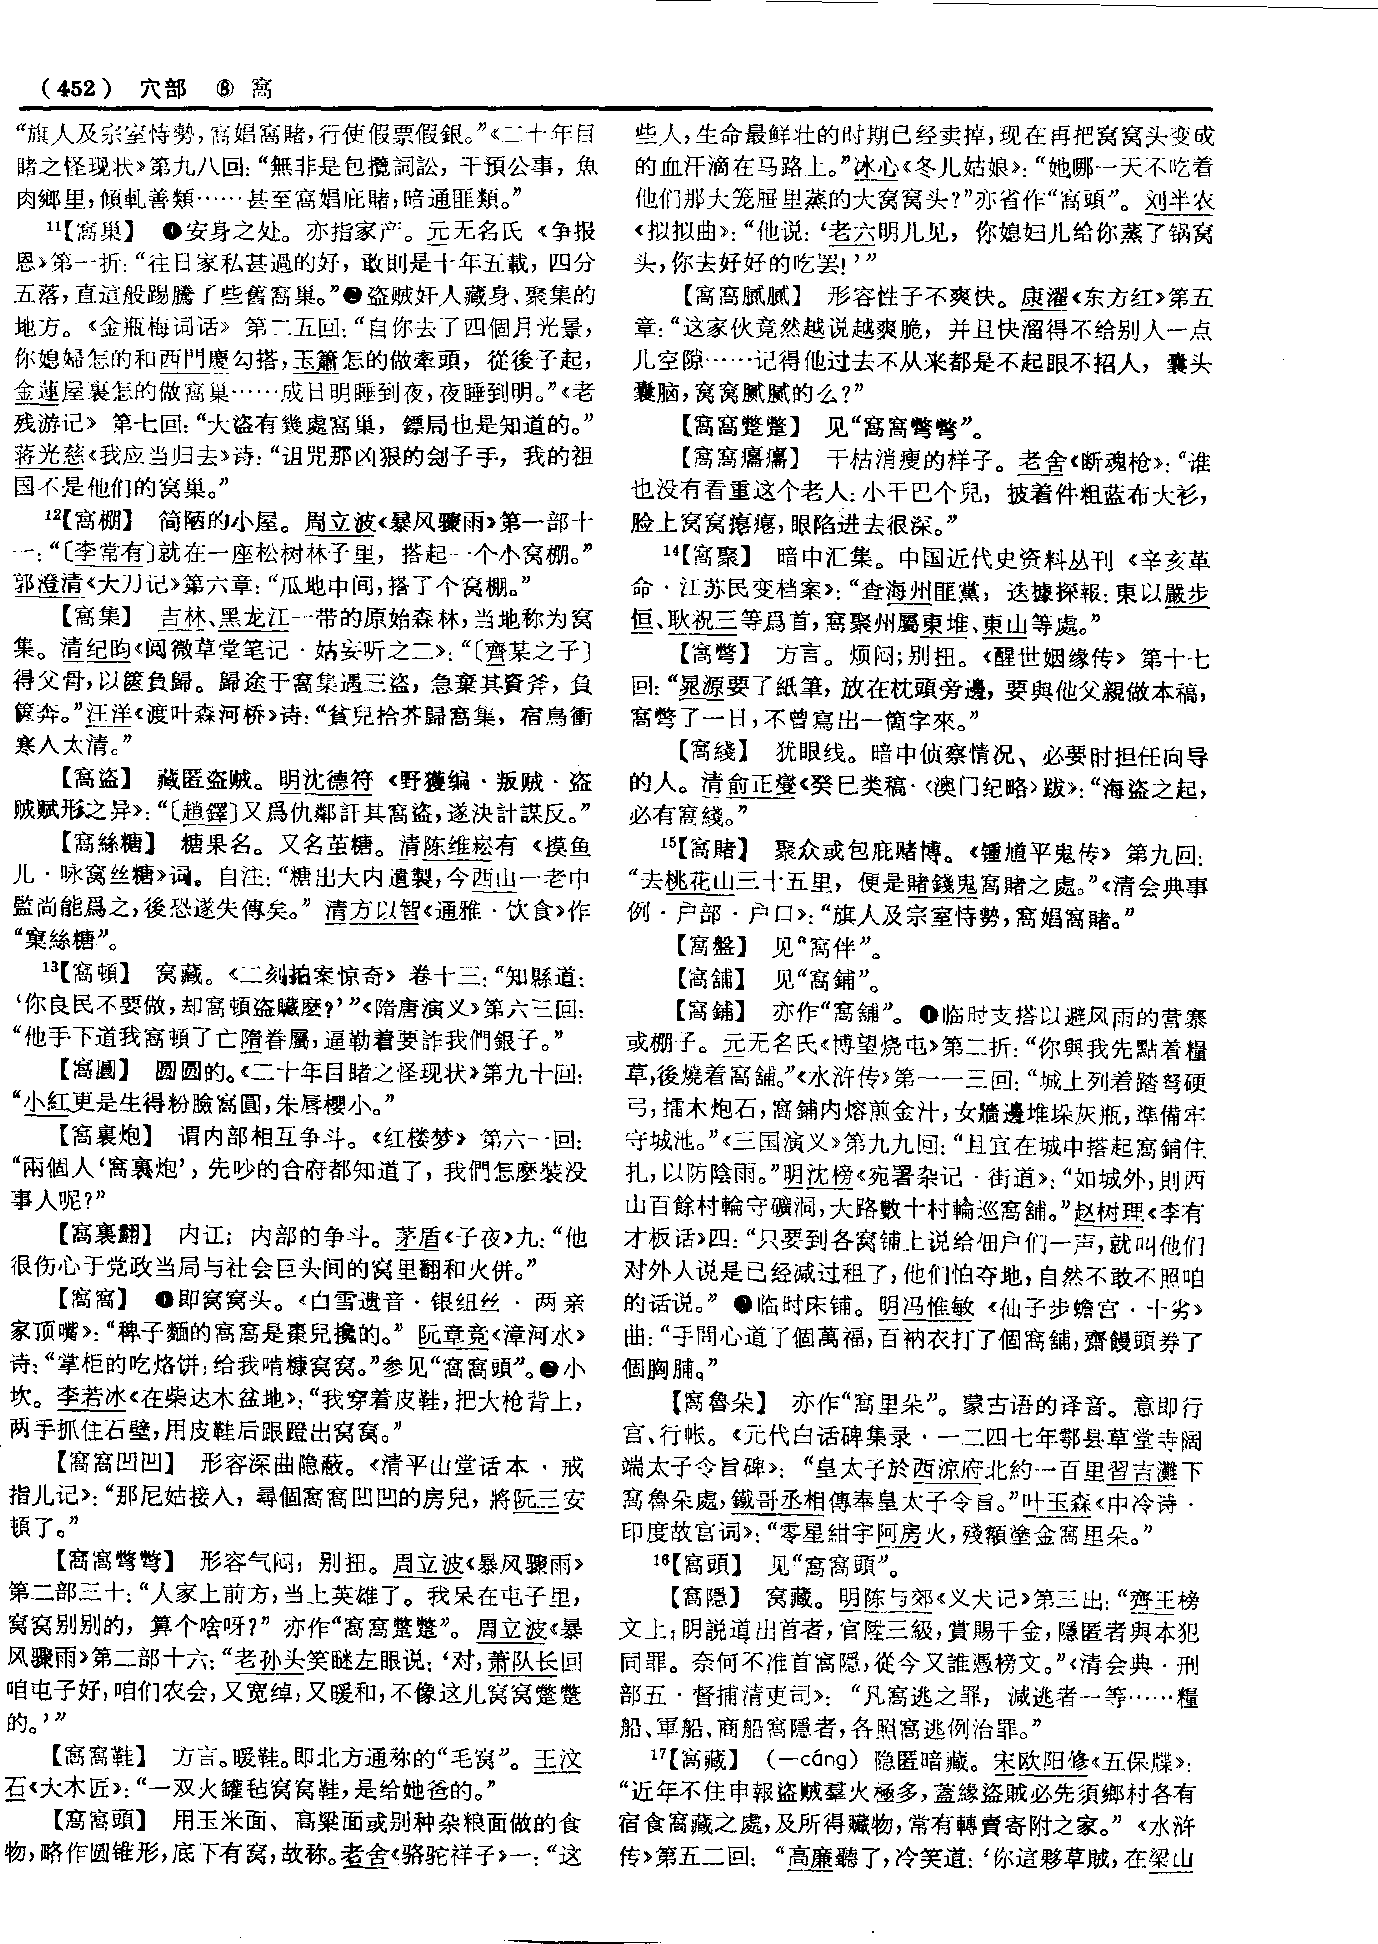 （452） 穴部 ⑧ 窩
“旗人及宗室恃勢，窩娼窩賭，行使假票假銀。”《二十年目
睹之怪现状》第九八回：“無非是包攬詞訟，干預公事，魚
肉鄉里，傾軋善類……甚至窩娼庇賭，暗通匪類。”
11【窩巢】 ❶安身之处。亦指家产。元无名氏《争报
恩》第一折：“往日家私甚過的好，敢則是十年五載，四分
五落，直這般踢騰了些舊窩巢。”❷盗贼奸人藏身、聚集的
地方。《金瓶梅词话》第二五回：“自你去了四個月光景，
你媳婦怎的和西門慶勾搭，玉簫怎的做牽頭，從後子起，
金蓮屋裏怎的做窩巢……成日明睡到夜，夜睡到明。”《老
残游记》第七回：“大盜有幾處窩巢，鏢局也是知道的。”
蒋光慈《我应当归去》诗：“诅咒那凶狠的刽子手，我的祖
国不是他们的窝巢。”
12【窩棚】 简陋的小屋。周立波《暴风骤雨》第一部十
一：“〔李常有〕就在一座松树林子里，搭起一个小窝棚。”
郭澄清《大刀记》第六章：“瓜地中间，搭了个窝棚。”
【窩集】 吉林、黑龙江一带的原始森林，当地称为窝
集。清纪昀《阅微草堂笔记·姑妄听之二》：“〔齊某之子〕
得父骨，以篋負歸。歸途于窩集遇三盜，急棄其資斧，負
篋奔。”汪洋《渡叶森河桥》诗：“貧兒拾芥歸窩集，宿鳥衝
寒人太清。”
【窩盜】 藏匿盗贼。明沈德符《野獲编·叛贼·盗
贼赋形之异》：“〔趙鐸〕又爲仇鄰訐其窩盜，遂決計謀反。”
【窩絲糖】 糖果名。又名茧糖。清陈维崧有《摸鱼
儿·咏窝丝糖》词。自注：“糖出大内遺製，今西山一老中
監尚能爲之，後恐遂失傳矣。”清方以智《通雅·饮食》作
“窠絲糖”。
13【窩頓】 窝藏。《二刻拍案惊奇》卷十三：“知縣道：
‘你良民不要做，却窩頓盜贓麽？’”《隋唐演义》第六三回：
“他手下道我窩頓了亡隋眷屬，逼勒着要詐我們銀子。”
【窩圓】 圆圆的。《二十年目睹之怪现状》第九十回：
“小紅更是生得粉臉窩圓，朱唇櫻小。”
【窩裏炮】 谓内部相互争斗。《红楼梦》第六一回：
“兩個人‘窩裏炮’，先吵的合府都知道了，我們怎麽裝没
事人呢？”
【窩裏翻】 内讧；内部的争斗。茅盾《子夜》九：“他
很伤心于党政当局与社会巨头间的窝里翻和火併。”
【窩窩】 ❶即窝窝头。《白雪遗音·银纽丝·两亲
家顶嘴》：“稗子麵的窩窩是棗兒攙的。”阮章竞《漳河水》
诗：“掌柜的吃烙饼，给我啃糠窝窝。”参见“窩窩頭”。❷小
坎。李若冰《在柴达木盆地》：“我穿着皮鞋，把大枪背上，
两手抓住石壁，用皮鞋后跟蹬出窝窝。”
【窩窩凹凹】 形容深曲隐蔽。《清平山堂话本·戒
指儿记》：“那尼姑接入，尋個窩窩凹凹的房兒，將阮三安
頓了。”
【窩窩彆彆】 形容气闷；别扭。周立波《暴风骤雨》
第二部三十：“人家上前方，当上英雄了。我呆在屯子里，
窝窝别别的，算个啥呀？”亦作“窩窩蹩蹩”。周立波《暴
风骤雨》第二部十六：“老孙头笑眯左眼说：‘对，萧队长回
咱屯子好，咱们农会，又宽绰，又暖和，不像这儿窝窝蹩蹩
的。’”
【窩窩鞋】 方言。暖鞋。即北方通称的“毛窝”。王汶
石《大木匠》：“一双火罐毡窝窝鞋，是给她爸的。”
【窩窩頭】 用玉米面、高粱面或别种杂粮面做的食
物，略作圆锥形，底下有窝，故称。老舍《骆驼祥子》一：“这
些人，生命最鲜壮的时期已经卖掉，现在再把窝窝头变成
的血汗滴在马路上。”冰心《冬儿姑娘》：“她哪一天不吃着
他们那大笼屉里蒸的大窝窝头？”亦省作“窩頭”。刘半农
《拟拟曲》：“他说：‘老六明儿见，你媳妇儿给你蒸了锅窝
头，你去好好的吃罢！’”
【窩窩膩膩】 形容性子不爽快。康濯《东方红》第五
章：“这家伙竟然越说越爽脆，并且快溜得不给别人一点
儿空隙……记得他过去不从来都是不起眼不招人，囊头
囊脑，窝窝腻腻的么？”
【窩窩蹩蹩】 见“窩窩彆彆”。
【窩窩癟癟】 干枯消瘦的样子。老舍《断魂枪》：“谁
也没有看重这个老人：小干巴个儿，披着件粗蓝布大衫，
脸上窝窝瘪瘪，眼陷进去很深。”
14【窩聚】 暗中汇集。中国近代史资料丛刊《辛亥革
命·江苏民变档案》：“查海州匪黨，迭據探報：東以嚴步
恒、耿祝三等爲首，窩聚州屬東堆、東山等處。”
【窩彆】 方言。烦闷；别扭。《醒世姻缘传》第十七
回：“晁源要了紙筆，放在枕頭旁邊，要與他父親做本稿，
窩彆了一日，不曾寫出一箇字來。”
【窩綫】 犹眼线。暗中侦察情况、必要时担任向导
的人。清俞正燮《癸巳类稿·〈澳门纪略〉跋》：“海盜之起，
必有窩綫。”
15【窩賭】 聚众或包庇赌博。《锺馗平鬼传》第九回：
“去桃花山三十五里，便是賭錢鬼窩賭之處。”《清会典事
例·户部·户口》：“旗人及宗室恃勢，窩娼窩賭。”
【窩盤】 见“窩伴”。
【窩舖】 见“窩鋪”。
【窩鋪】 亦作“窩舖”。❶临时支搭以避风雨的营寨
或棚子。元无名氏《博望烧屯》第二折：“你與我先點着糧
草，後燒着窩舖。”《水浒传》第一一三回：“城上列着踏弩硬
弓，擂木炮石，窩鋪内熔煎金汁，女牆邊堆垛灰瓶，準備牢
守城池。”《三国演义》第九九回：“且宜在城中搭起窩鋪住
扎，以防陰雨。”明沈榜《宛署杂记·街道》：“如城外，則西
山百餘村輪守礦洞，大路數十村輪巡窩舖。”赵树理《李有
才板话》四：“只要到各窝铺上说给佃户们一声，就叫他们
对外人说是已经减过租了，他们怕夺地，自然不敢不照咱
的话说。” ❷临时床铺。明冯惟敏《仙子步蟾宫·十劣》
曲：“手問心道了個萬福，百衲衣打了個窩舖，齋饅頭券了
個胸脯。”
【窩魯朵】 亦作“窩里朵”。蒙古语的译音。意即行
宫、行帐。《元代白话碑集录·一二四七年鄠县草堂寺阔
端太子令旨碑》：“皇太子於西涼府北約一百里習吉灘下
窩魯朵處，鐵哥丞相傳奉皇太子令旨。”叶玉森《中冷诗·
印度故宫词》：“零星紺宇阿房火，殘額塗金窩里朵。”
16【窩頭】 见“窩窩頭”。
【窩隱】 窝藏。明陈与郊《义犬记》第三出：“齊王榜
文上，明說道出首者，官陞三級，賞賜千金，隱匿者與本犯
同罪。奈何不准首窩隱，從今又誰憑榜文。”《清会典·刑
部五·督捕清吏司》：“凡窩逃之罪，減逃者一等……糧
船、軍船、商船窩隱者，各照窩逃例治罪。”
17【窩藏】 （—cáng）隐匿暗藏。宋欧阳修《五保牒》：
“近年不住申報盜賊羣火極多，蓋緣盜賊必先須鄉村各有
宿食窩藏之處，及所得贓物，常有轉賣寄附之家。”《水浒
传》第五二回：“高廉聽了，冷笑道：‘你這夥草賊，在梁山